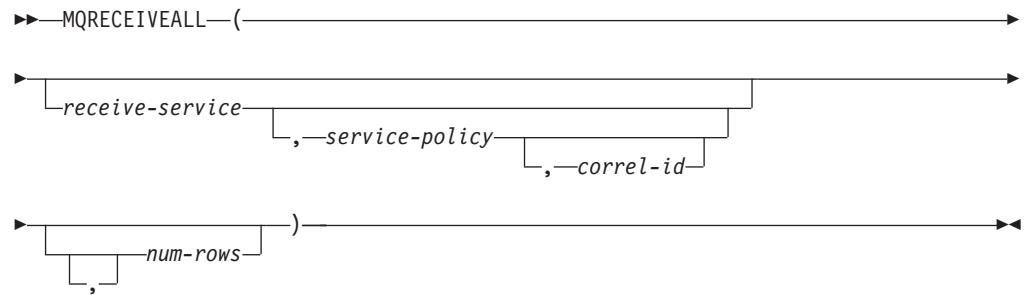 MQRECEIVEALL (
receive-service
, service-policy
, correl-id
)
num-rows
,